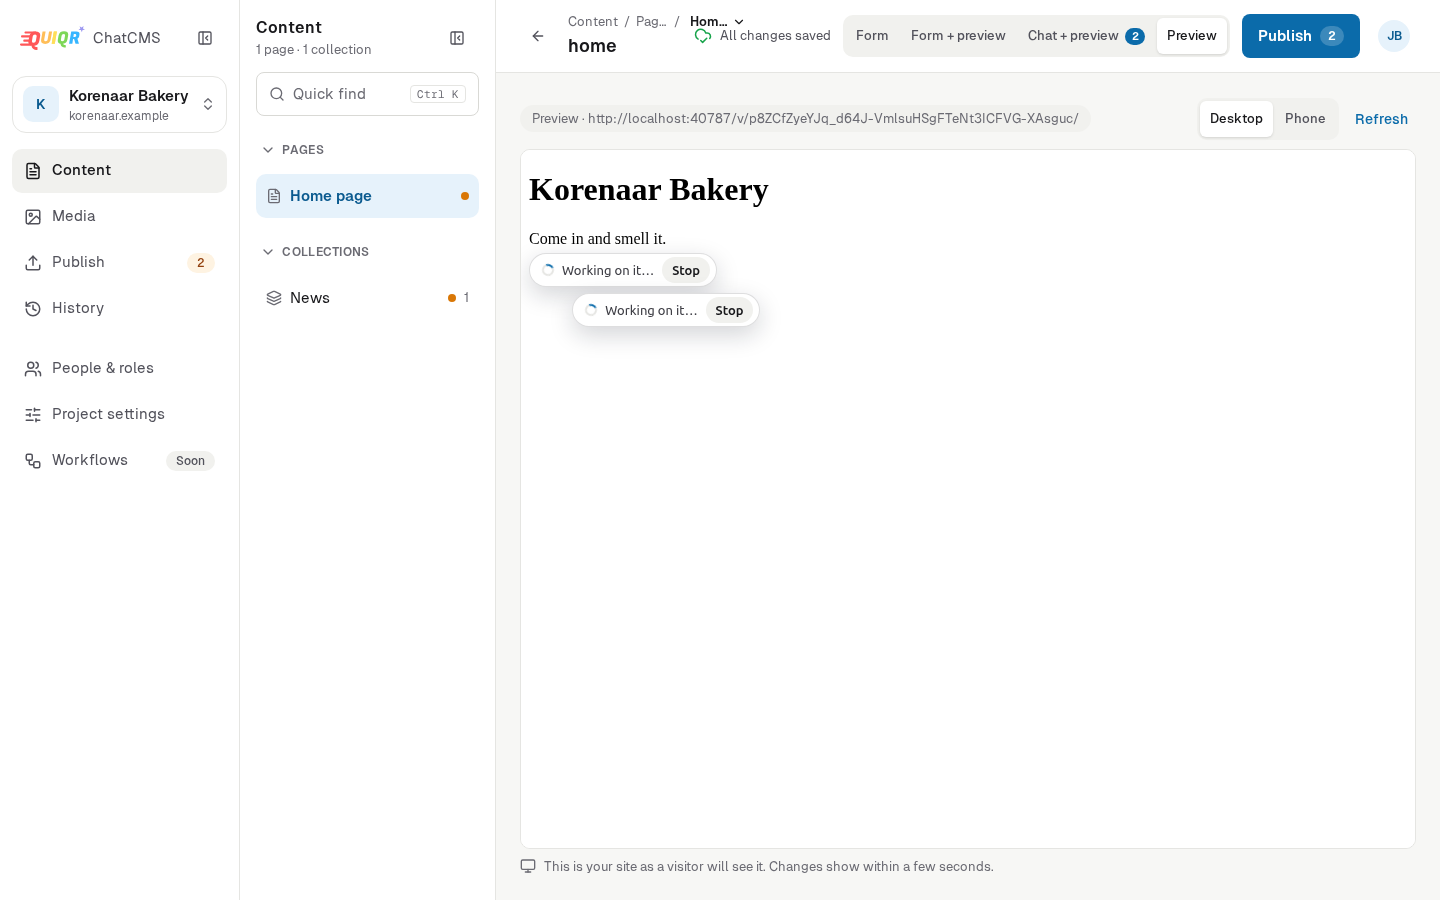 QUIQR ChatCMS
K
Korenaar Bakery
korenaar.example
Content
Media
Publish 2
History
People & roles
Project settings
Workflows Soon
Content
1 page · 1 collection
Quick find Ctrl K
PAGES
Home page
COLLECTIONS
News 1
Content / Pag… / Hom…
home
All changes saved
Form Form + preview Chat + preview 2 Preview
Publish 2
JB
Preview · http://localhost:40787/v/p8ZCfZyeYJq_d64J-VmlsuHSgFTeNt3ICFVG-XAsguc/
Desktop Phone Refresh
Korenaar Bakery
Come in and smell it.
Working on it… Stop
Working on it… Stop
This is your site as a visitor will see it. Changes show within a few seconds.